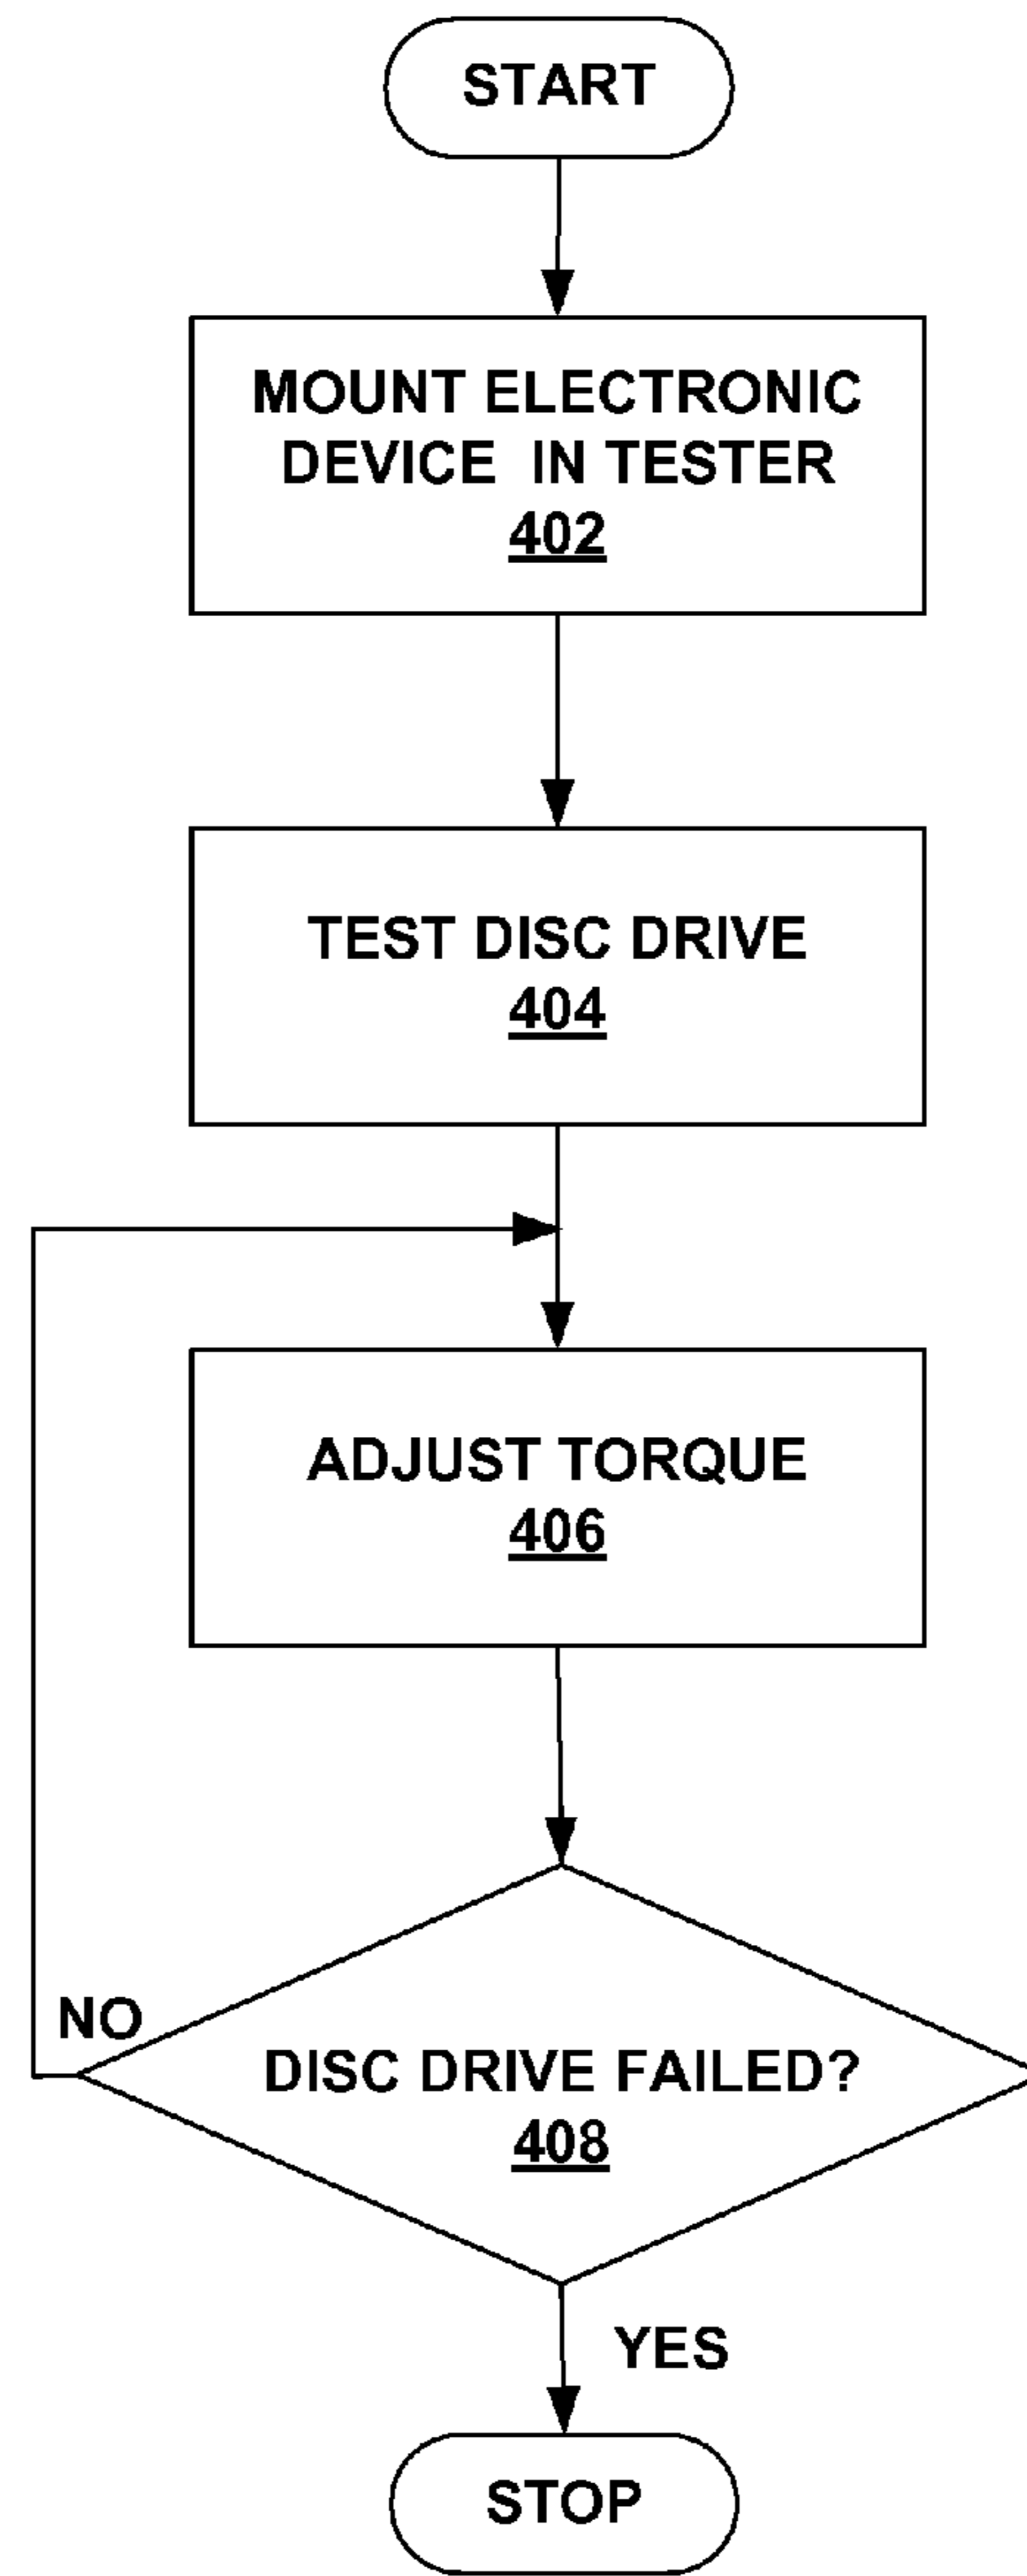 START
MOUNT ELECTRONIC
DEVICE IN TESTER
402
TEST DISC DRIVE
404
ADJUST TORQUE
406
NO
DISC DRIVE FAILED?
408
YES
STOP